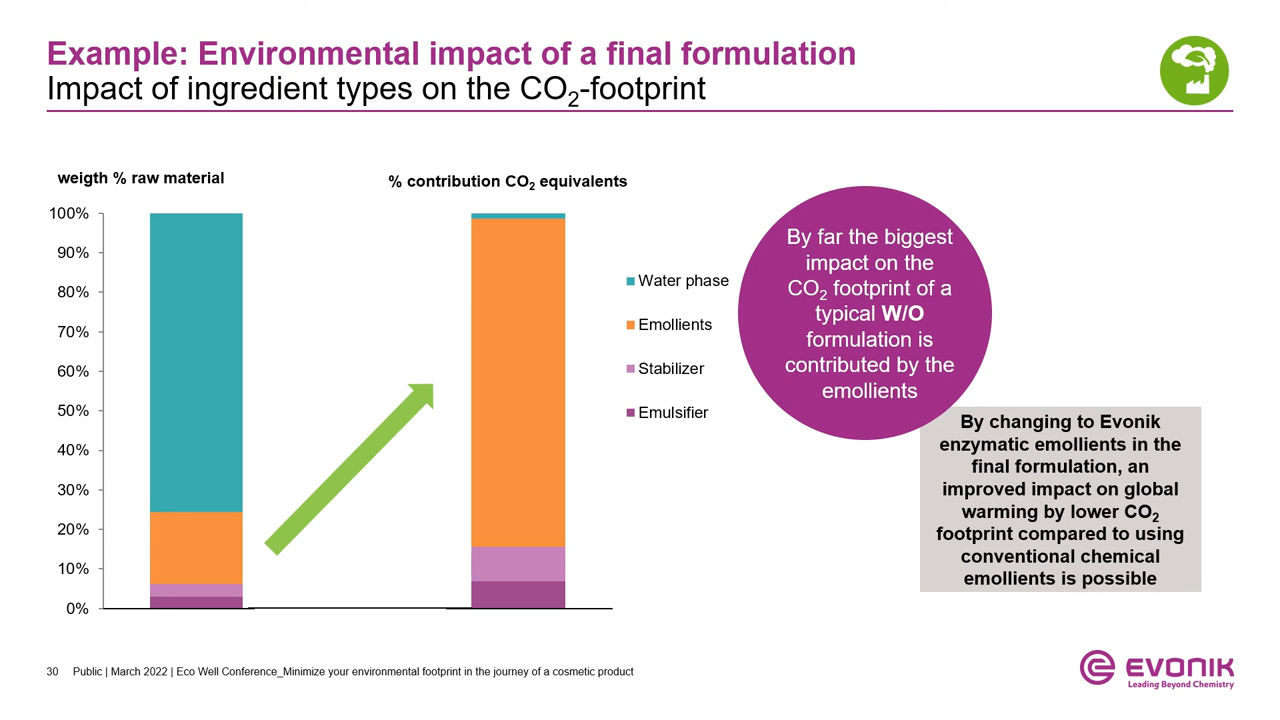 Example: Environmental impact of a final formulation
Impact of ingredient types on the CO2-footprint
weigth % raw material
% contribution CO2 equivalents
100%
90%
80%
70%
60%
50%
40%
30%
20%
10%
0%
Water phase
Emollients
Stabilizer
Emulsifier
By far the biggest
impact on the
CO2 footprint of a
typical W/O
formulation is
contributed by the
emollients
By changing to Evonik
enzymatic emollients in the
final formulation, an
improved impact on global
warming by lower CO2
footprint compared to using
conventional chemical
emollients is possible
30 Public | March 2022 | Eco Well Conference_Minimize your environmental footprint in the journey of a cosmetic product
EVONIK
Leading Beyond Chemistry